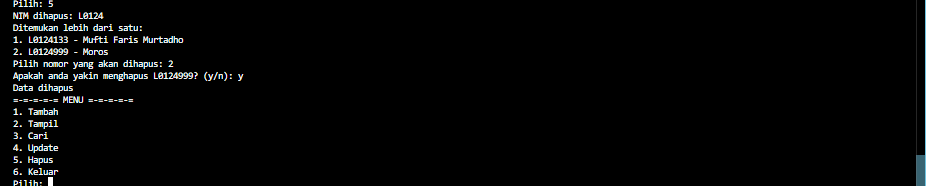 Pilih: 5
NIM dihapus: L0124
Ditemukan lebih dari satu:
1. L0124133 - Mufti Faris Murtadho
2. L0124999 - Moros
Pilih nomor yang akan dihapus: 2
Apakah anda yakin menghapus L0124999? (y/n): y
Data dihapus
=-=-=-=-= MENU =-=-=-=-=
1. Tambah
2. Tampil
3. Cari
4. Update
5. Hapus
6. Keluar
Pilih: